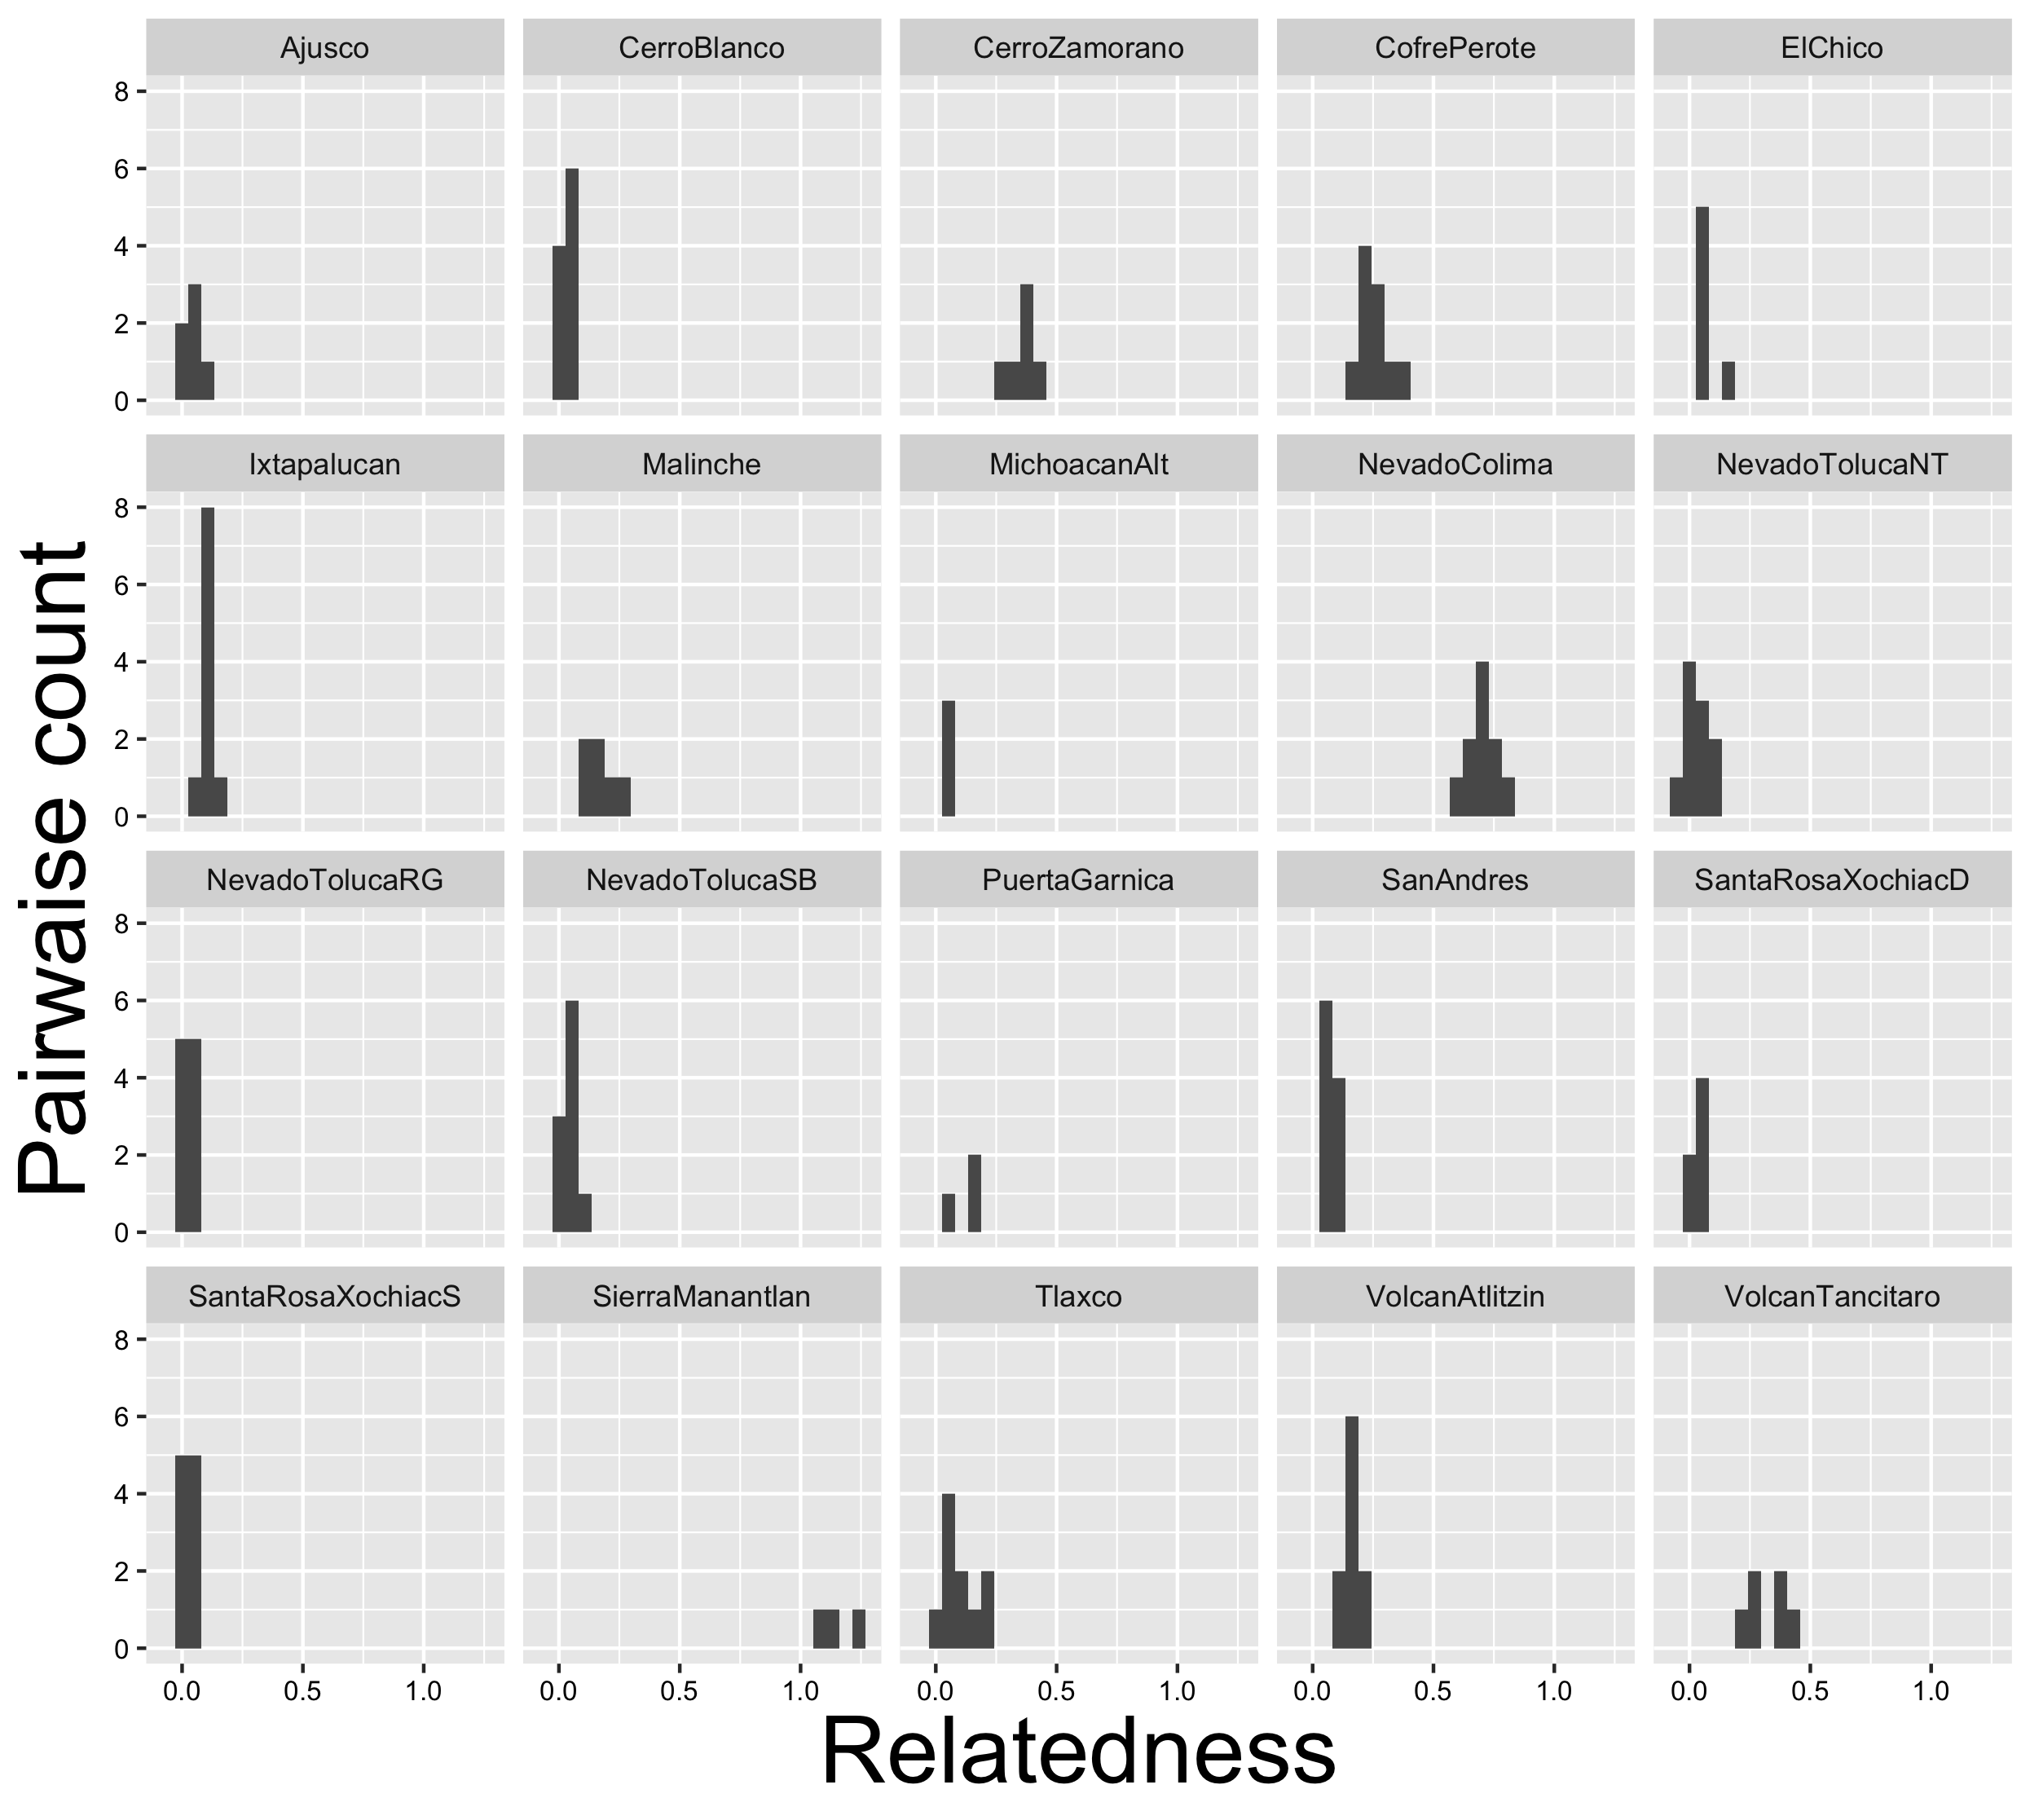 Ajusco CerroBlanco CerroZamorano CofrePerote ElChico
8
6
4
2
0
Ixtapalucan Malinche MichoacanAlt NevadoColima NevadoTolucaNT
8
6
4
2
0
NevadoTolucaRG NevadoTolucaSB PuertaGarnica SanAndres SantaRosaXochiacD
8
6
4
2
0
SantaRosaXochiacS SierraManantlan Tlaxco VolcanAtlitzin VolcanTancitaro
8
6
4
2
0
0.0 0.5 1.0 0.0 0.5 1.0 0.0 0.5 1.0 0.0 0.5 1.0 0.0 0.5 1.0
Relatedness
Pairwaise count